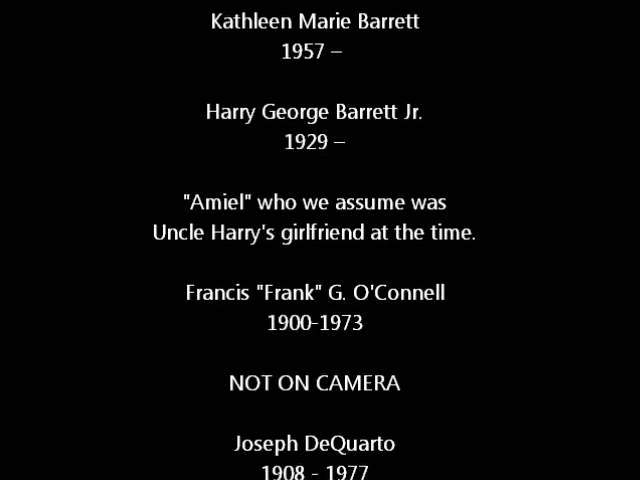 Kathleen Marie Barrett
1957 –
Harry George Barrett Jr.
1929 –
"Amiel" who we assume was
Uncle Harry's girlfriend at the time.
Francis "Frank" G. O'Connell
1900-1973
NOT ON CAMERA
Joseph DeQuarto
1908 - 1977